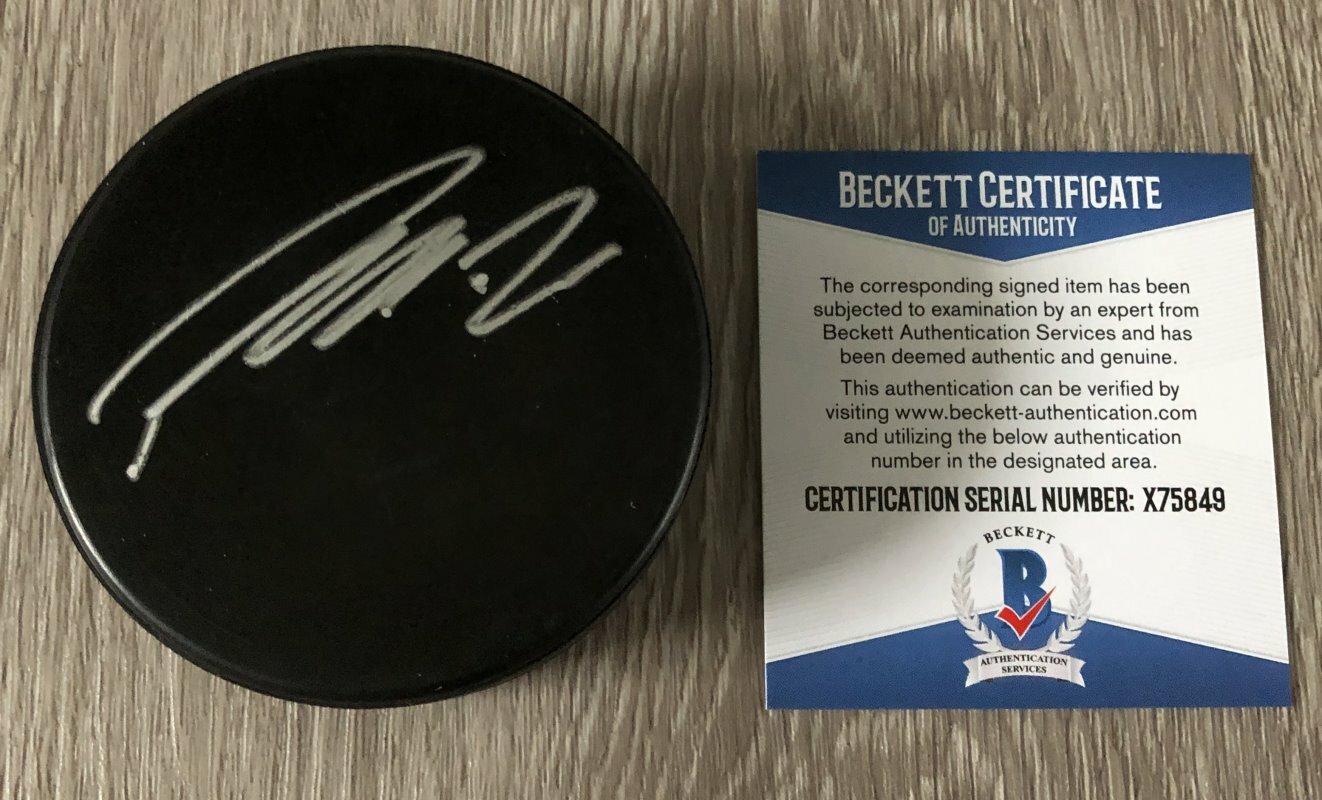 BECKETT CERTIFICATE
OF AUTHENTICITY
The corresponding signed item has been
subjected to examination by an expert from
Beckett Authentication Services and has
been deemed authentic and genuine.
This authentication can be verified by
visiting www.beckett-authentication.com
and utilizing the below authentication
number in the designated area.
CERTIFICATION SERIAL NUMBER: X75849
BECKETT
B
AUTHENTICATION
SERVICES